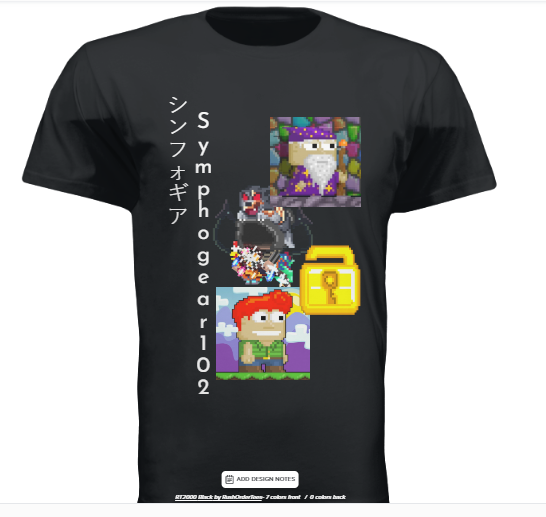 シンフォギア
Symphogear102
ADD DESIGN NOTES
RT2000 Black by RushOrderTees- 7 colors front / 0 colors back